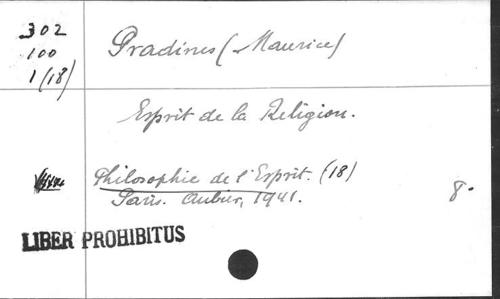 302
100
1/(18)
Pradines (Maurice)
Esprit de la Religion.
Philosophie de l'Esprit. (18)
Paris. Aubier, 1941.
8°
LIBER PROHIBITUS